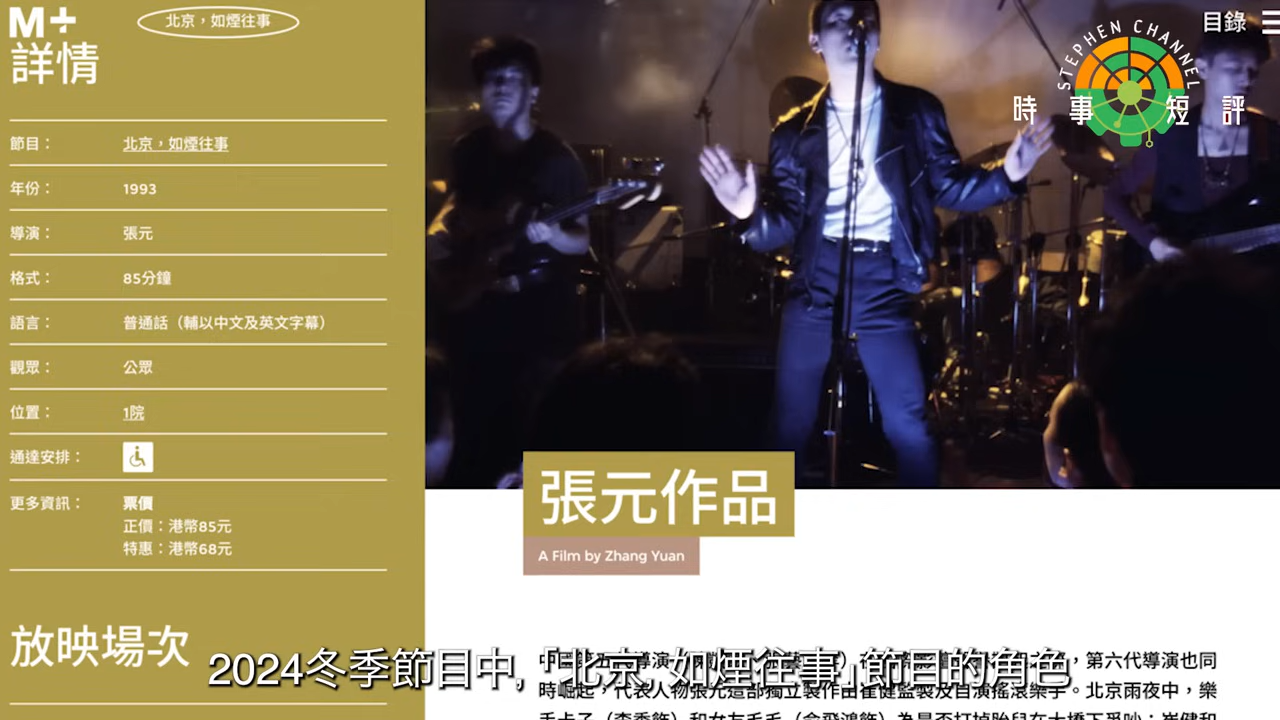 M+
北京，如煙往事
目錄
詳情
STEPHEN CHANNEL
時事短評
節目： 北京，如煙往事
年份： 1993
導演： 張元
格式： 85分鐘
語言： 普通話（輔以中文及英文字幕）
觀眾： 公眾
位置： 1院
通達安排：
更多資訊： 票價
正價：港幣85元
特惠：港幣68元
張元作品
A Film by Zhang Yuan
放映場次
，第六代導演也同
2024冬季節目中,「北京, 如煙往事」節目的角色
時崛起，代表人物張元這部獨立製作由崔健監製及自演搖滾樂手。北京雨夜中，樂